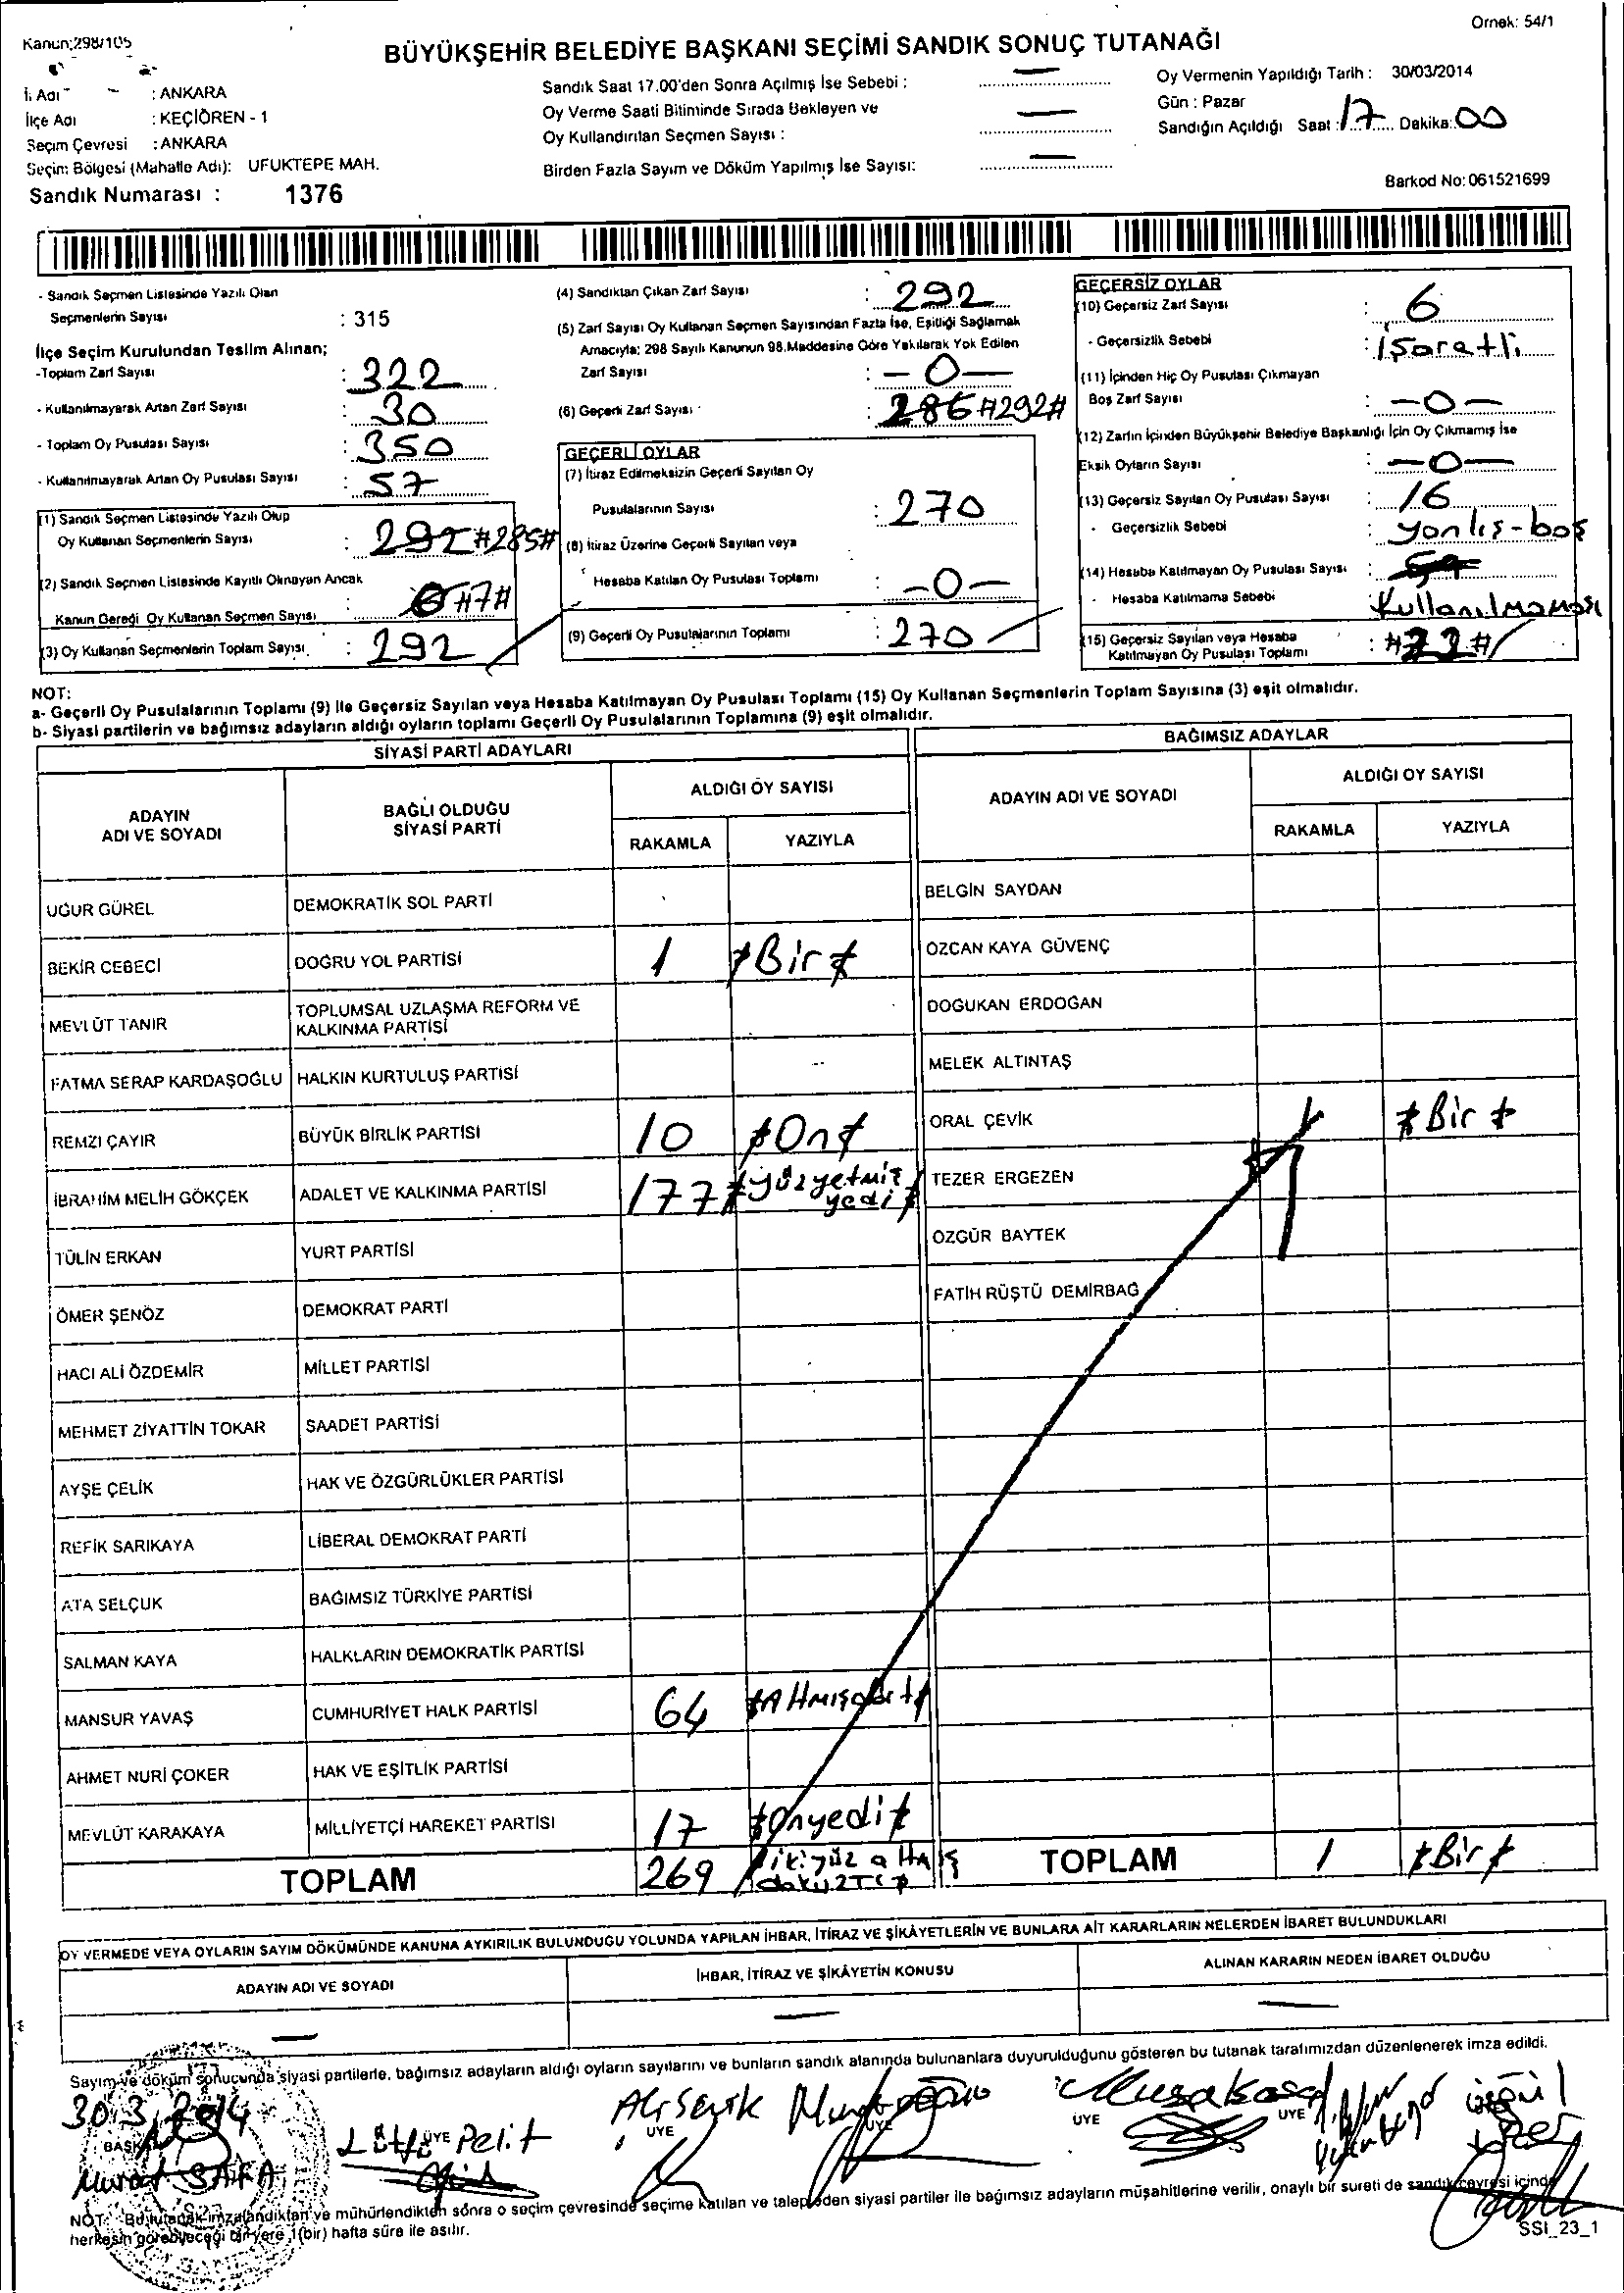 Kanun:298/105
Örnek: 54/1
BÜYÜKŞEHİR BELEDİYE BAŞKANI SEÇİMİ SANDIK SONUÇ TUTANAĞI
İli Adı : ANKARA
İlçe Adı : KEÇİÖREN - 1
Seçim Çevresi : ANKARA
Seçim Bölgesi (Mahalle Adı): UFUKTEPE MAH.
Sandık Numarası : 1376
Sandık Saat 17.00'den Sonra Açılmış İse Sebebi : —
Oy Verme Saati Bitiminde Sırada Bekleyen ve
Oy Kullandırılan Seçmen Sayısı : —
Birden Fazla Sayım ve Döküm Yapılmış İse Sayısı: —
Oy Vermenin Yapıldığı Tarih : 30/03/2014
Gün : Pazar
Sandığın Açıldığı Saat : 17 Dakika: 00
Barkod No: 061521699
- Sandık Seçmen Listesinde Yazılı Olan
Seçmenlerin Sayısı : 315
İlçe Seçim Kurulundan Teslim Alınan;
-Toplam Zarf Sayısı : 322
- Kullanılmayarak Artan Zarf Sayısı : 30
- Toplam Oy Pusulası Sayısı : 350
- Kullanılmayarak Artan Oy Pusulası Sayısı : 57
(1) Sandık Seçmen Listesinde Yazılı Olup
Oy Kullanan Seçmenlerin Sayısı : 292 #285#
(2) Sandık Seçmen Listesinde Kayıtlı Olmayan Ancak
Kanun Gereği Oy Kullanan Seçmen Sayısı : 0 #7#
(3) Oy Kullanan Seçmenlerin Toplam Sayısı : 292
(4) Sandıktan Çıkan Zarf Sayısı : 292
(5) Zarf Sayısı Oy Kullanan Seçmen Sayısından Fazla İse, Eşitliği Sağlamak
Amacıyla; 298 Sayılı Kanunun 98.Maddesine Göre Yakılarak Yok Edilen
Zarf Sayısı : -0-
(6) Geçerli Zarf Sayısı : 286 #292#
GEÇERLİ OYLAR
(7) İtiraz Edilmeksizin Geçerli Sayılan Oy
Pusulalarının Sayısı : 270
(8) İtiraz Üzerine Geçerli Sayılan veya
Hesaba Katılan Oy Pusulası Toplamı : -0-
(9) Geçerli Oy Pusulalarının Toplamı : 270
GEÇERSİZ OYLAR
(10) Geçersiz Zarf Sayısı : 6
- Geçersizlik Sebebi : işaretli
(11) İçinden Hiç Oy Pusulası Çıkmayan
Boş Zarf Sayısı : -0-
(12) Zarfın İçinden Büyükşehir Belediye Başkanlığı İçin Oy Çıkmamış İse
Eksik Oyların Sayısı : -0-
(13) Geçersiz Sayılan Oy Pusulası Sayısı : 16
- Geçersizlik Sebebi : yanlış-boş
(14) Hesaba Katılmayan Oy Pusulası Sayısı :
- Hesaba Katılmama Sebebi : Kullanılmaması
(15) Geçersiz Sayılan veya Hesaba
Katılmayan Oy Pusulası Toplamı : #22#
NOT:
a- Geçerli Oy Pusulalarının Toplamı (9) İle Geçersiz Sayılan veya Hesaba Katılmayan Oy Pusulası Toplamı (15) Oy Kullanan Seçmenlerin Toplam Sayısına (3) eşit olmalıdır.
b- Siyasi partilerin ve bağımsız adayların aldığı oyların toplamı Geçerli Oy Pusulalarının Toplamına (9) eşit olmalıdır.
SİYASİ PARTİ ADAYLARI
ADAYIN ADI VE SOYADI
BAĞLI OLDUĞU SİYASİ PARTİ
ALDIĞI OY SAYISI
RAKAMLA YAZIYLA
UĞUR GÜREL DEMOKRATİK SOL PARTİ
BEKİR CEBECİ DOĞRU YOL PARTİSİ 1 #Bir#
MEVLÜT TANIR TOPLUMSAL UZLAŞMA REFORM VE KALKINMA PARTİSİ
FATMA SERAP KARDAŞOĞLU HALKIN KURTULUŞ PARTİSİ
REMZİ ÇAYIR BÜYÜK BİRLİK PARTİSİ 10 #On#
İBRAHİM MELİH GÖKÇEK ADALET VE KALKINMA PARTİSİ 177 #yüzyetmiş yedi#
TÜLİN ERKAN YURT PARTİSİ
ÖMER ŞENÖZ DEMOKRAT PARTİ
HACI ALİ ÖZDEMİR MİLLET PARTİSİ
MEHMET ZİYATTİN TOKAR SAADET PARTİSİ
AYŞE ÇELİK HAK VE ÖZGÜRLÜKLER PARTİSİ
REFİK SARIKAYA LİBERAL DEMOKRAT PARTİ
ATA SELÇUK BAĞIMSIZ TÜRKİYE PARTİSİ
SALMAN KAYA HALKLARIN DEMOKRATİK PARTİSİ
MANSUR YAVAŞ CUMHURİYET HALK PARTİSİ 64 #Altmışdört#
AHMET NURİ ÇOKER HAK VE EŞİTLİK PARTİSİ
MEVLÜT KARAKAYA MİLLİYETÇİ HAREKET PARTİSİ 17 #Onyedi#
TOPLAM 269 #ikiyüz altmış dokuz#
BAĞIMSIZ ADAYLAR
ADAYIN ADI VE SOYADI
ALDIĞI OY SAYISI
RAKAMLA YAZIYLA
BELGİN SAYDAN
ÖZCAN KAYA GÜVENÇ
DOĞUKAN ERDOĞAN
MELEK ALTINTAŞ
ORAL ÇEVİK 1 #Bir#
TEZER ERGEZEN
ÖZGÜR BAYTEK
FATİH RÜŞTÜ DEMİRBAĞ
TOPLAM 1 #Bir#
OY VERMEDE VEYA OYLARIN SAYIM DÖKÜMÜNDE KANUNA AYKIRILIK BULUNDUĞU YOLUNDA YAPILAN İHBAR, İTİRAZ VE ŞİKÂYETLERİN VE BUNLARA AİT KARARLARIN NELERDEN İBARET BULUNDUKLARI
ADAYIN ADI VE SOYADI İHBAR, İTİRAZ VE ŞİKÂYETİN KONUSU ALINAN KARARIN NEDEN İBARET OLDUĞU
— — —
Sayım ve döküm sonucunda siyasi partilerle, bağımsız adayların aldığı oyların sayılarını ve bunların sandık alanında bulunanlara duyurulduğunu gösteren bu tutanak tarafımızdan düzenlenerek imza edildi.
30.3.2014
BAŞKAN ÜYE ÜYE ÜYE ÜYE ÜYE
Murat SAFA
Lütfü Pelit
NOT: Bu tutanak imzalandıktan ve mühürlendikten sonra o seçim çevresinde seçime katılan ve talep eden siyasi partiler ile bağımsız adayların müşahitlerine verilir, onaylı bir sureti de sandık çevresi içinde
herkesin görebileceği bir yere 1(bir) hafta süre ile asılır.
SSI_23_1